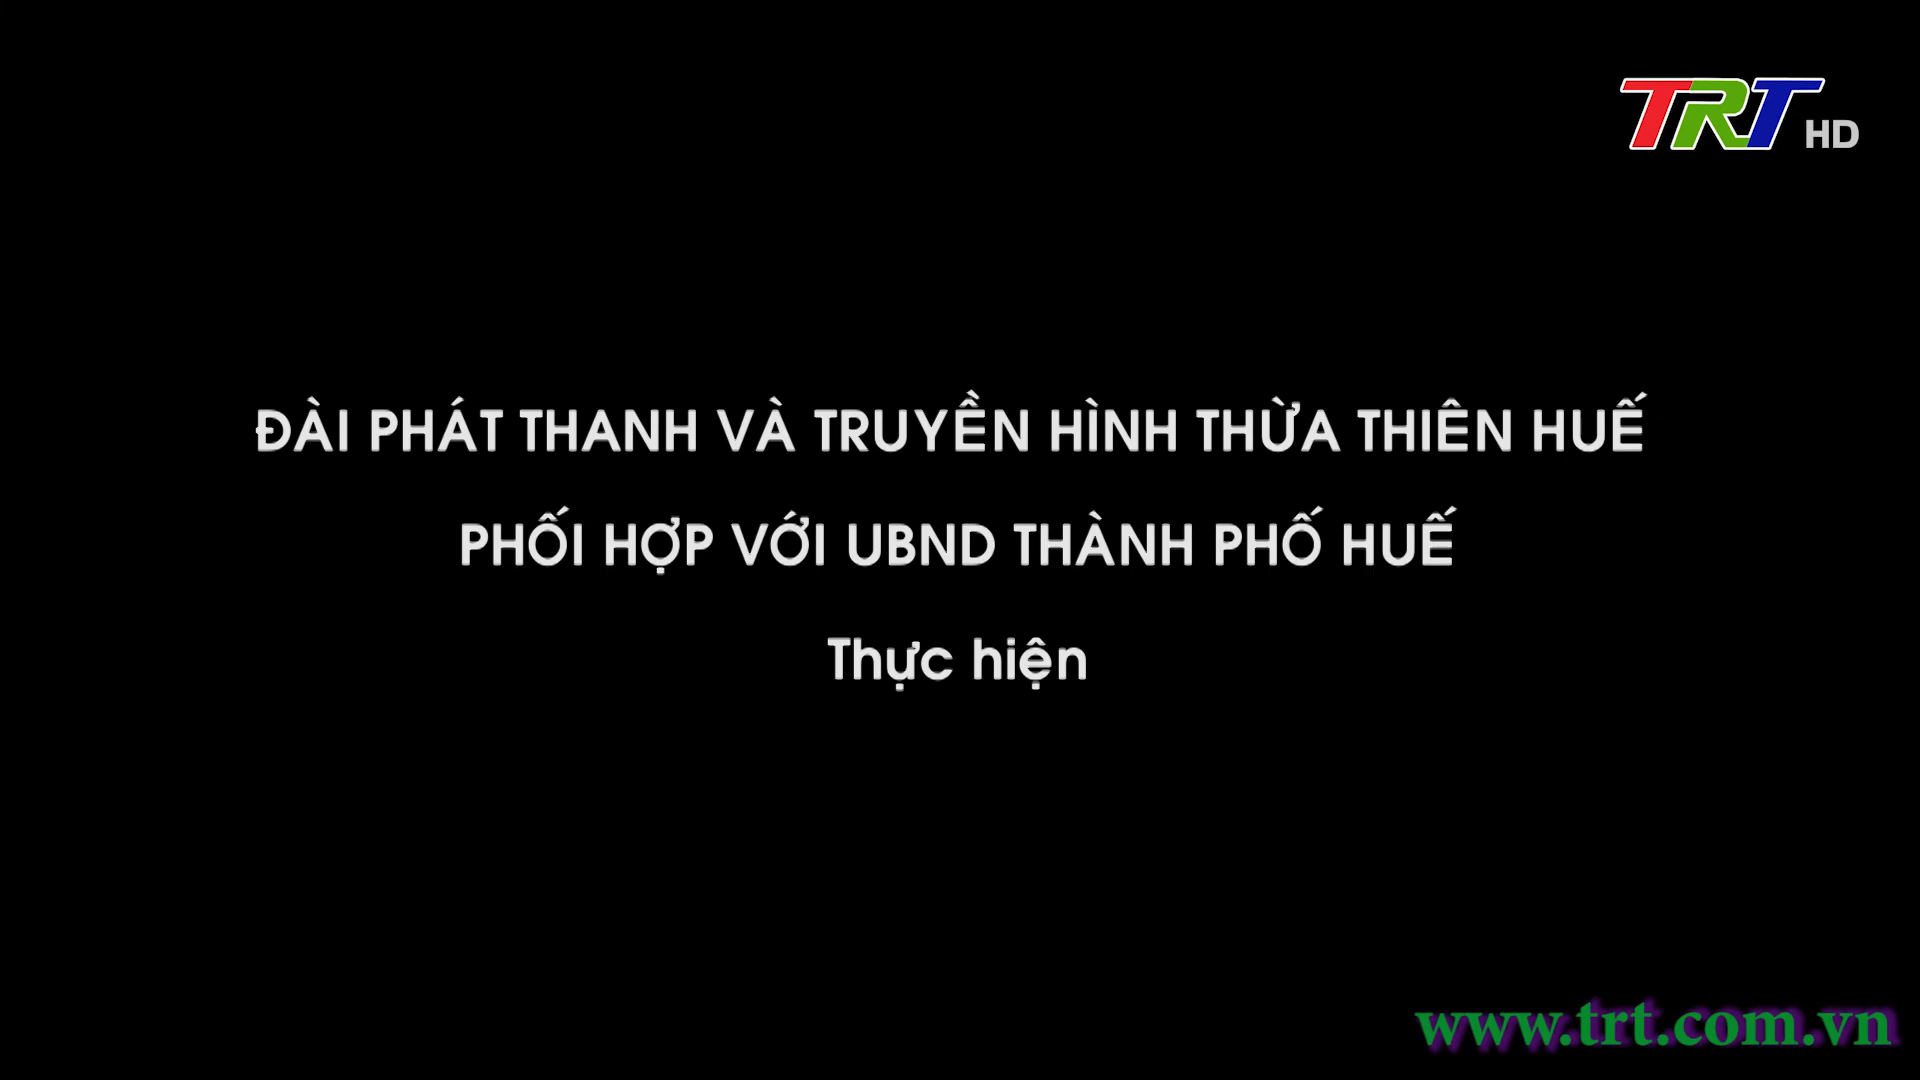 TRT HD
ĐÀI PHÁT THANH VÀ TRUYỀN HÌNH THỪA THIÊN HUẾ
PHỐI HỢP VỚI UBND THÀNH PHỐ HUẾ
Thực hiện
www.trt.com.vn